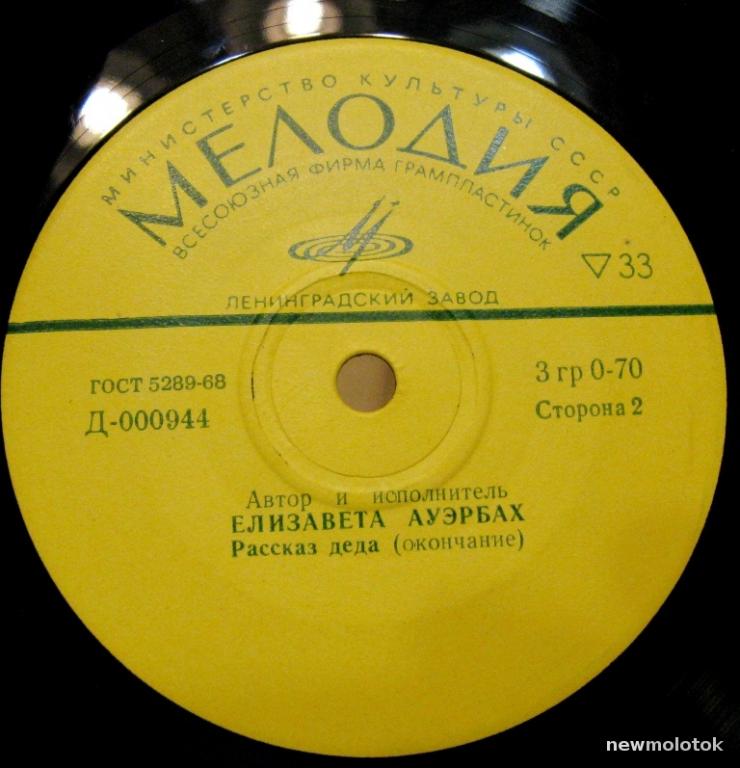 МИНИСТЕРСТВО КУЛЬТУРЫ СССР
МЕЛОДИЯ
ВСЕСОЮЗНАЯ ФИРМА ГРАМПЛАСТИНОК
▽33
ЛЕНИНГРАДСКИЙ ЗАВОД
ГОСТ 5289-68
3 гр 0-70
Д-000944
Сторона 2
Автор и исполнитель
ЕЛИЗАВЕТА АУЭРБАХ
Рассказ деда (окончание)
newmolotok